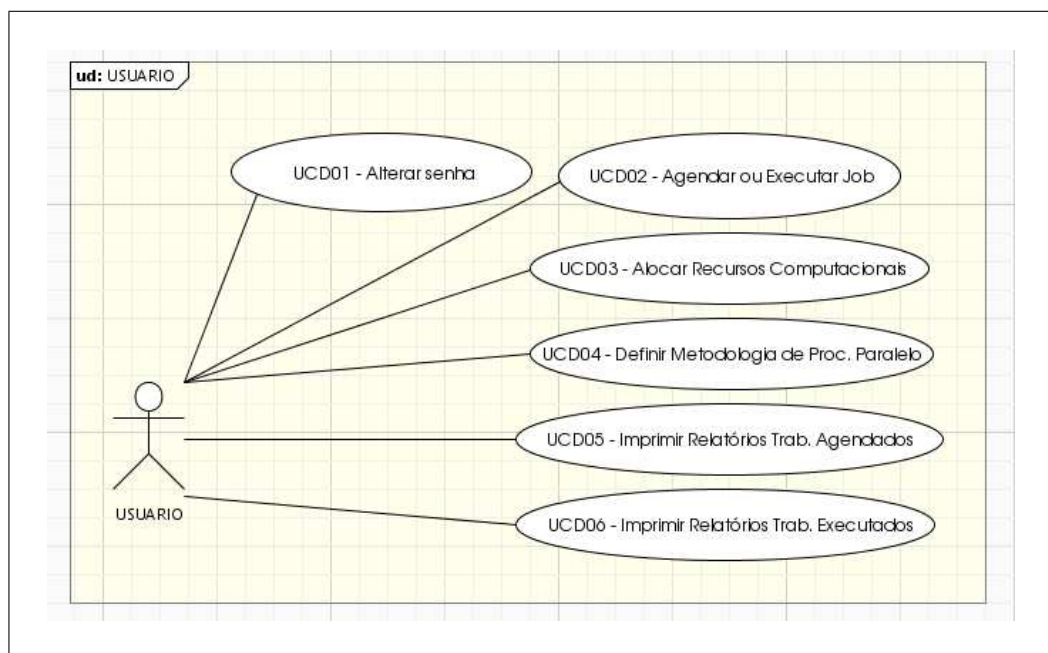 ud: USUARIO
UCD01 - Alterar senha
UCD02 - Agendar ou Executar Job
UCD03 - Alocar Recursos Computacionais
UCD04 - Definir Metodologia de Proc. Paralelo
UCD05 - Imprimir Relatórios Trab. Agendados
UCD06 - Imprimir Relatórios Trab. Executados
USUARIO